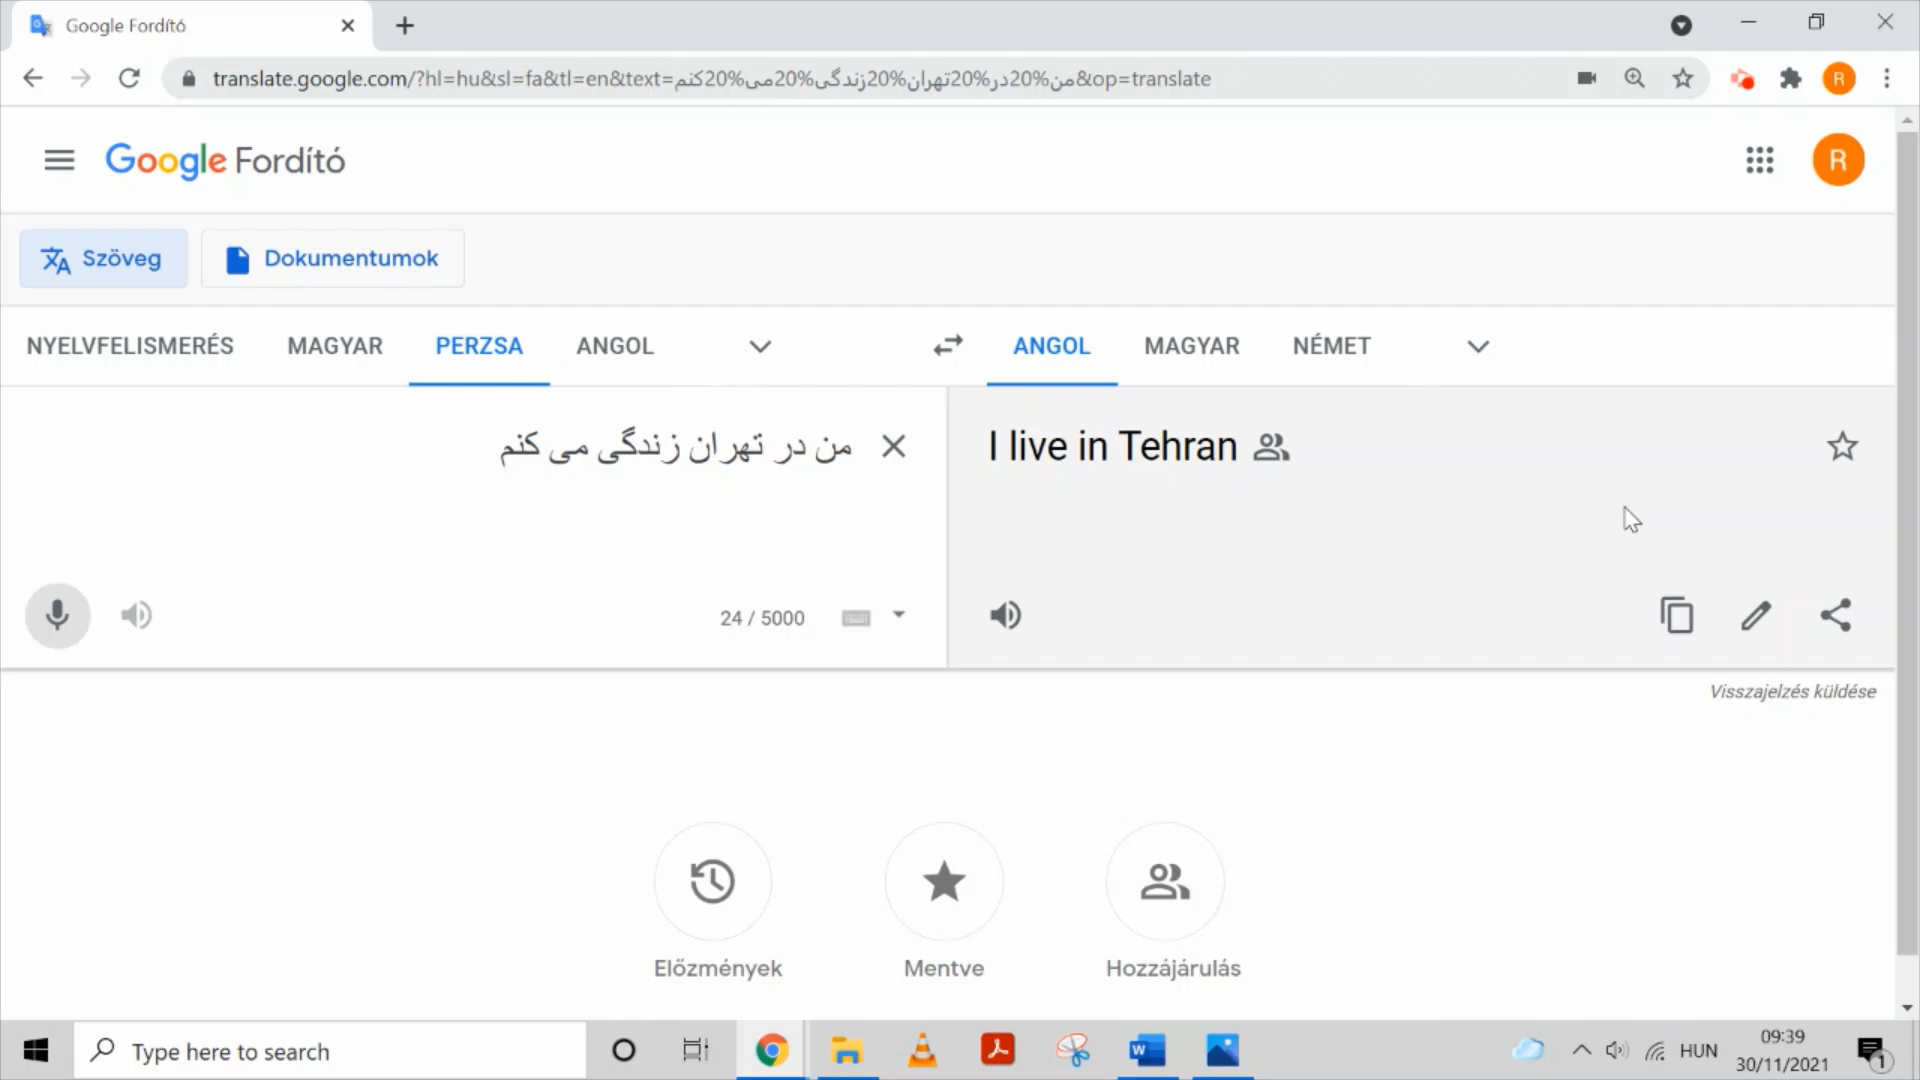 Google Fordító
translate.google.com/?hl=hu&sl=fa&tl=en&text=من%20در%20تهران%20زندگی%20می%20کنم&op=translate
R
Google Fordító
R
Szöveg
Dokumentumok
NYELVFELISMERÉS MAGYAR PERZSA ANGOL
ANGOL MAGYAR NÉMET
من در تهران زندگی می کنم
I live in Tehran
24 / 5000
Visszajelzés küldése
Előzmények
Mentve
Hozzájárulás
Type here to search
HUN
09:39
30/11/2021
1